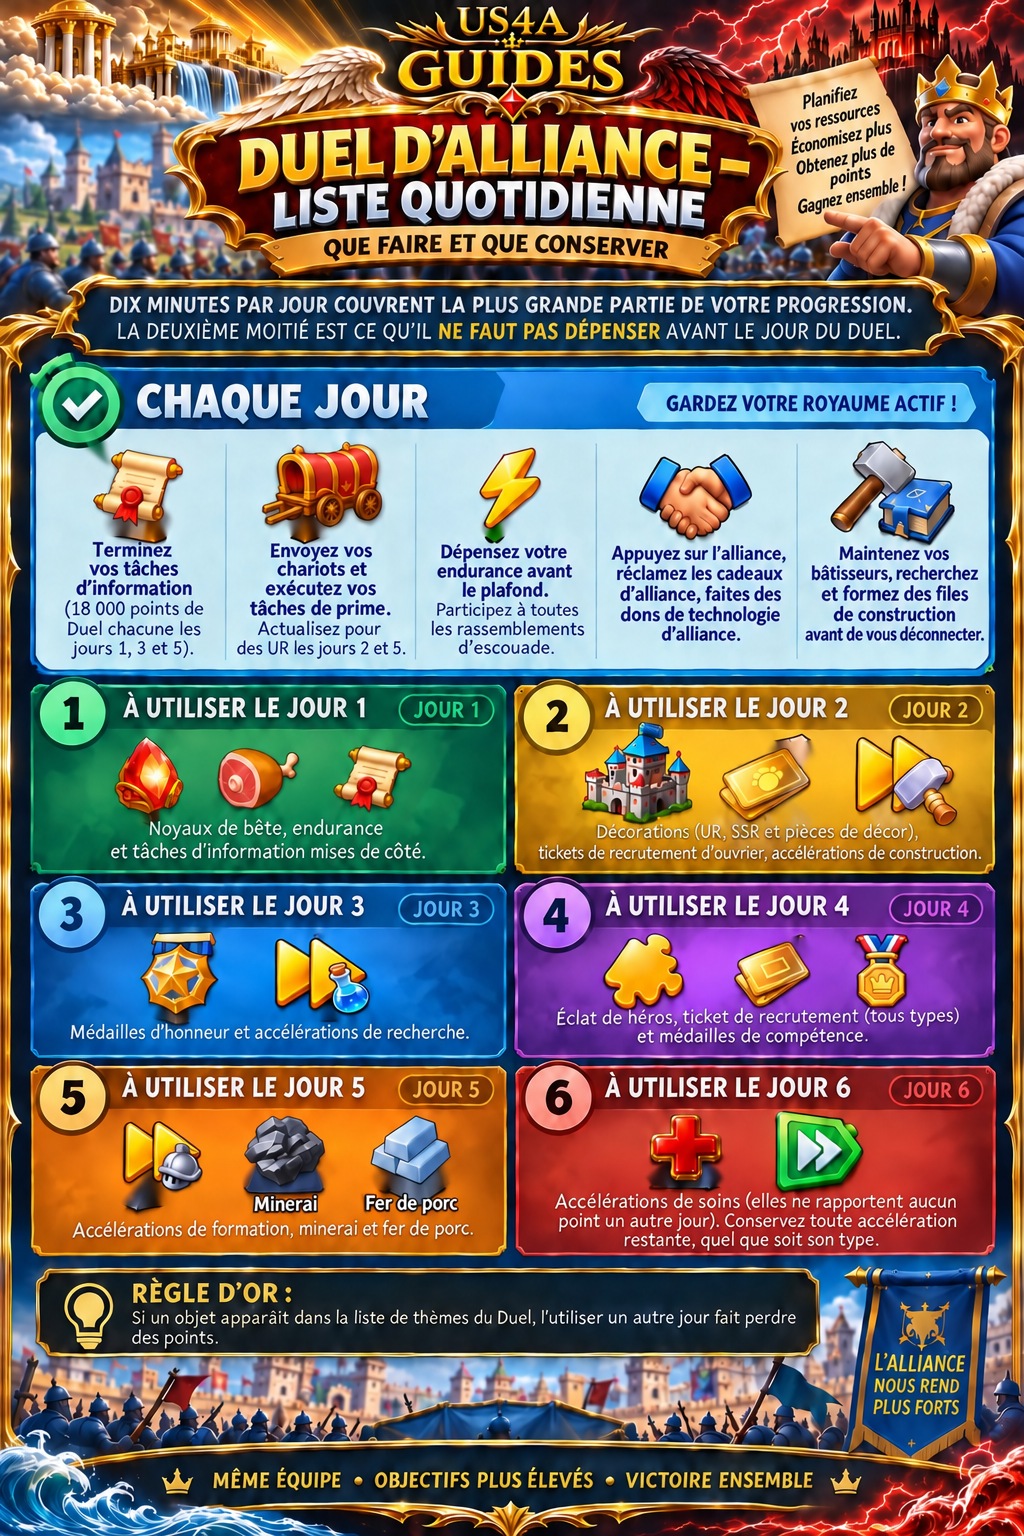 US4A
GUIDES
DUEL D'ALLIANCE –
LISTE QUOTIDIENNE
QUE FAIRE ET QUE CONSERVER
Planifiez
vos ressources
Économisez plus
Obtenez plus de
points
Gagnez ensemble !
DIX MINUTES PAR JOUR COUVRENT LA PLUS GRANDE PARTIE DE VOTRE PROGRESSION.
LA DEUXIÈME MOITIÉ EST CE QU'IL NE FAUT PAS DÉPENSER AVANT LE JOUR DU DUEL.
CHAQUE JOUR
GARDEZ VOTRE ROYAUME ACTIF !
Terminez
vos tâches
d'information
(18 000 points de
Duel chacune les
jours 1, 3 et 5).
Envoyez vos
chariots et
exécutez vos
tâches de prime.
Actualisez pour
des UR les jours 2 et 5.
Dépensez votre
endurance avant
le plafond.
Participez à toutes
les rassemblements
d'escouade.
Appuyez sur l'alliance,
réclamez les cadeaux
d'alliance, faites des
dons de technologie
d'alliance.
Maintenez vos
bâtisseurs, recherchez
et formez des files
de construction
avant de vous déconnecter.
1
À UTILISER LE JOUR 1
JOUR 1
Noyaux de bête, endurance
et tâches d'information mises de côté.
2
À UTILISER LE JOUR 2
JOUR 2
Décorations (UR, SSR et pièces de décor),
tickets de recrutement d'ouvrier, accélérations de construction.
3
À UTILISER LE JOUR 3
JOUR 3
Médailles d'honneur et accélérations de recherche.
4
À UTILISER LE JOUR 4
JOUR 4
Éclat de héros, ticket de recrutement (tous types)
et médailles de compétence.
5
À UTILISER LE JOUR 5
JOUR 5
Minerai
Fer de porc
Accélérations de formation, minerai et fer de porc.
6
À UTILISER LE JOUR 6
JOUR 6
Accélérations de soins (elles ne rapportent aucun
point un autre jour). Conservez toute accélération
restante, quel que soit son type.
RÈGLE D'OR :
Si un objet apparaît dans la liste de thèmes du Duel, l'utiliser un autre jour fait perdre
des points.
L'ALLIANCE
NOUS REND
PLUS FORTS
MÊME ÉQUIPE • OBJECTIFS PLUS ÉLEVÉS • VICTOIRE ENSEMBLE